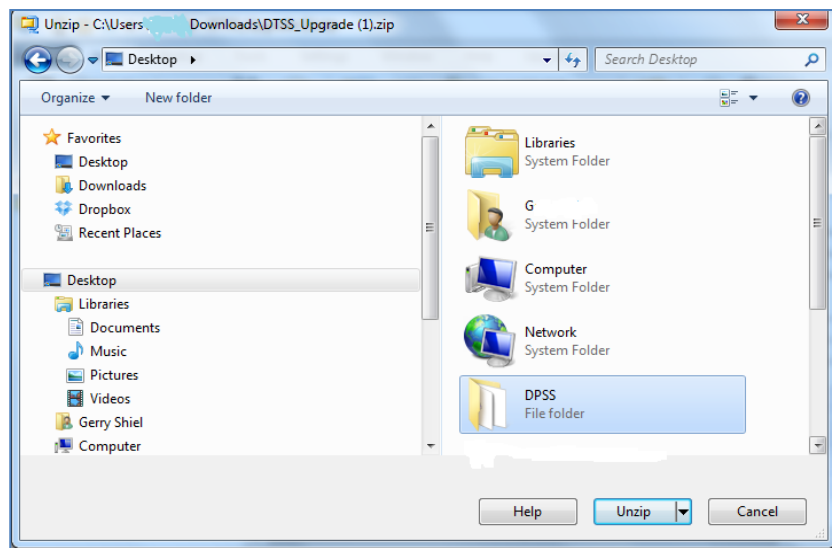 Unzip - C:\Users Downloads\DTSS_Upgrade (1).zip
Desktop
Search Desktop
Organize New folder
Favorites
Desktop
Downloads
Dropbox
Recent Places
Desktop
Libraries
Documents
Music
Pictures
Videos
Gerry Shiel
Computer
Libraries
System Folder
G
System Folder
Computer
System Folder
Network
System Folder
DPSS
File folder
Help Unzip Cancel